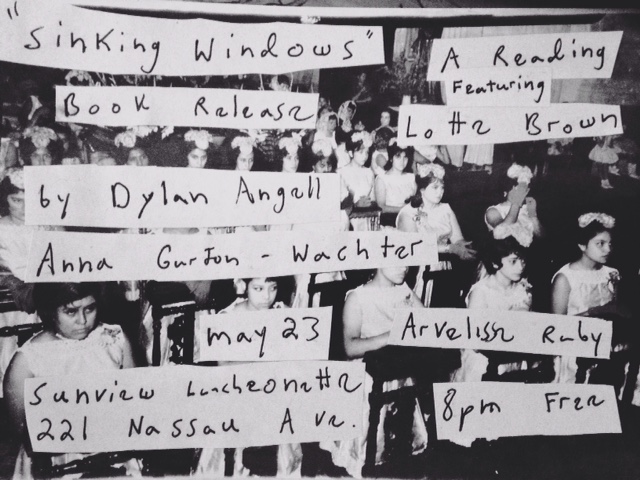 "Sinking Windows"
A Reading
Featuring
Book Release
Lotte Brown
by Dylan Angell
Anna Gurton-Wachter
May 23
Arvelisse Ruby
Sunview Luncheonette
221 Nassau Ave.
8pm Free